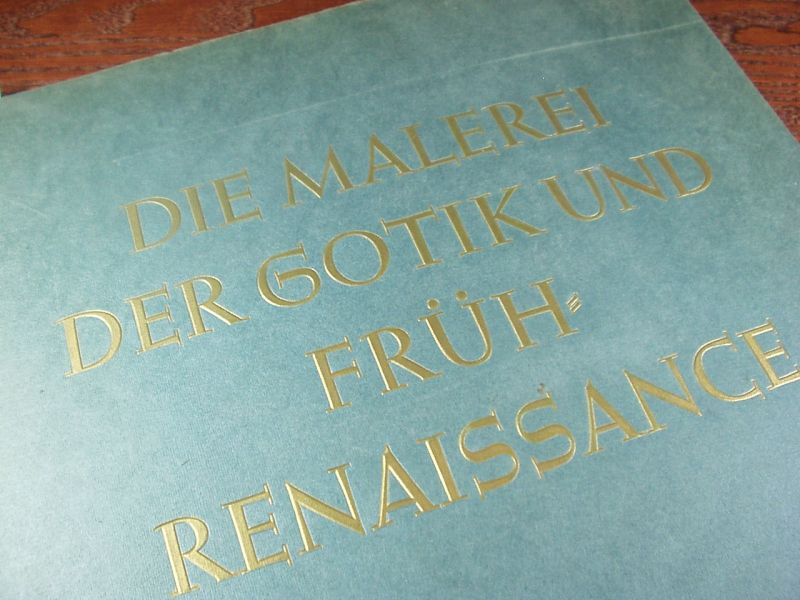 DIE MALEREI
DER GOTIK UND
FRÜH=
RENAISSANCE